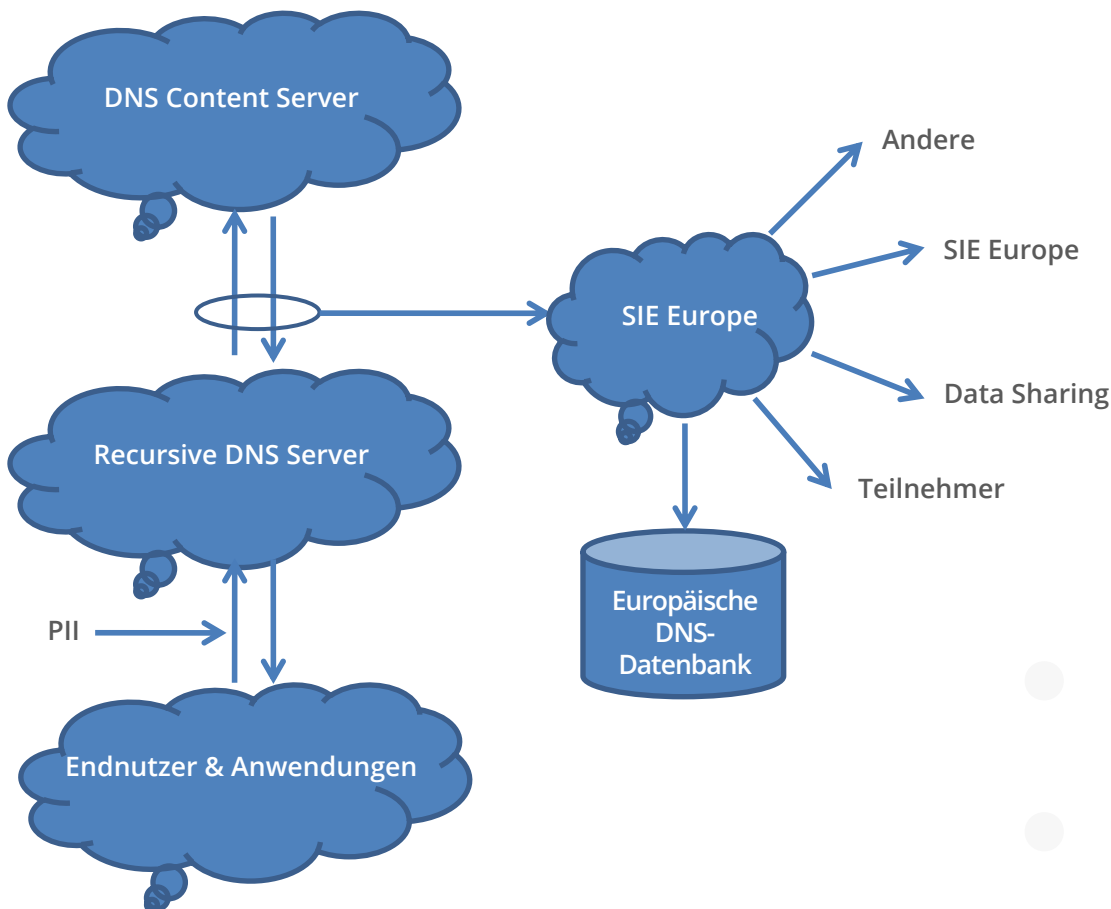 DNS Content Server
Andere
SIE Europe
SIE Europe
Data Sharing
Recursive DNS Server
Teilnehmer
Europäische
DNS-
Datenbank
PII
Endnutzer & Anwendungen